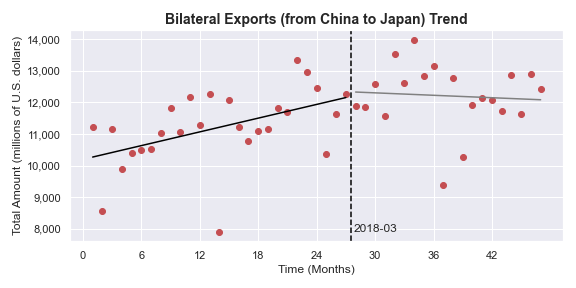 Bilateral Exports (from China to Japan) Trend
Total Amount (millions of U.S. dollars)
14,000
13,000
12,000
11,000
10,000
9,000
8,000
2018-03
0 6 12 18 24 30 36 42
Time (Months)